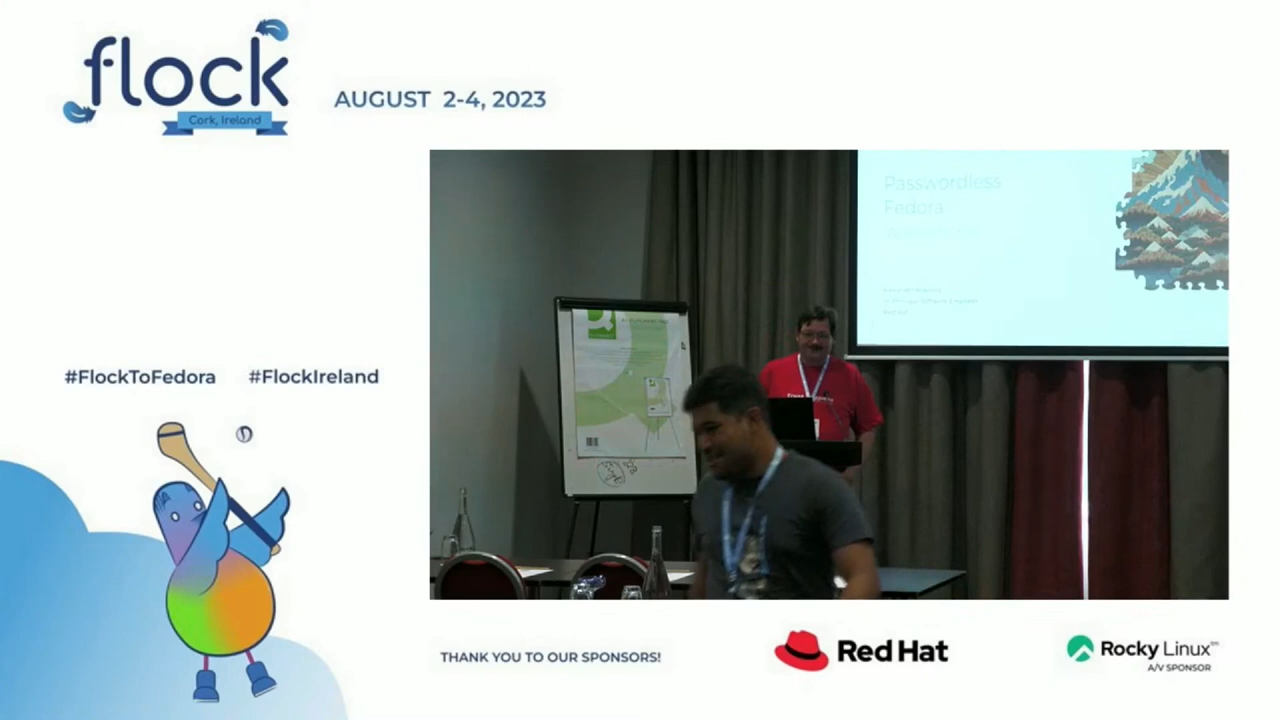 flock
Cork, Ireland
AUGUST 2-4, 2023
Passwordless
Fedora
#FlockToFedora #FlockIreland
THANK YOU TO OUR SPONSORS!
Red Hat
Rocky Linux™
A/V SPONSOR